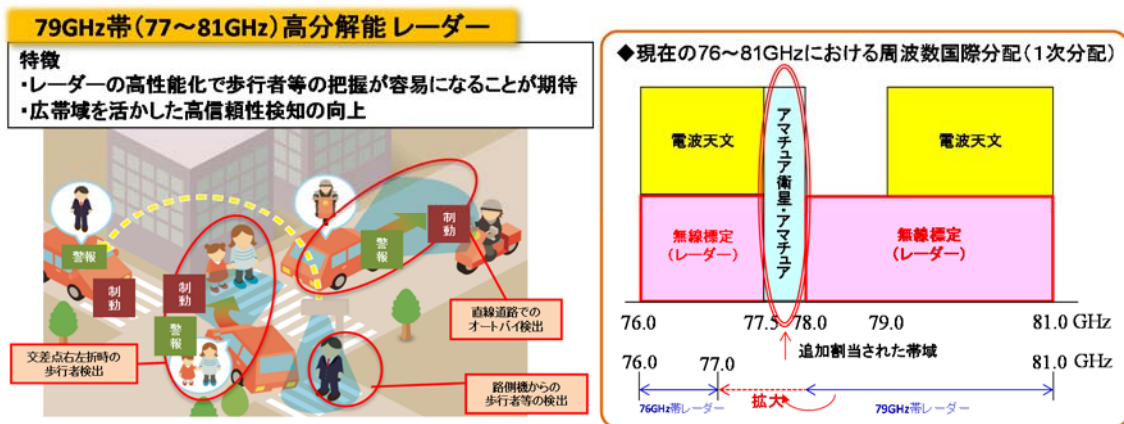 79GHz帯(77～81GHz)高分解能 レーダー
特徴
・レーダーの高性能化で歩行者等の把握が容易になることが期待
・広帯域を活かした高信頼性検知の向上
警報
制動
制動
警報
警報
制動
直線道路での
オートバイ検出
交差点右左折時の
歩行者検出
路側機からの
歩行者等の検出
◆現在の76～81GHzにおける周波数国際分配(1次分配)
電波天文
アマチュア衛星・アマチュア
電波天文
無線標定
(レーダー)
無線標定
(レーダー)
76.0 77.5 78.0 79.0 81.0 GHz
追加割当された帯域
76.0 77.0 81.0
76GHz帯レーダー 拡大 79GHz帯レーダー